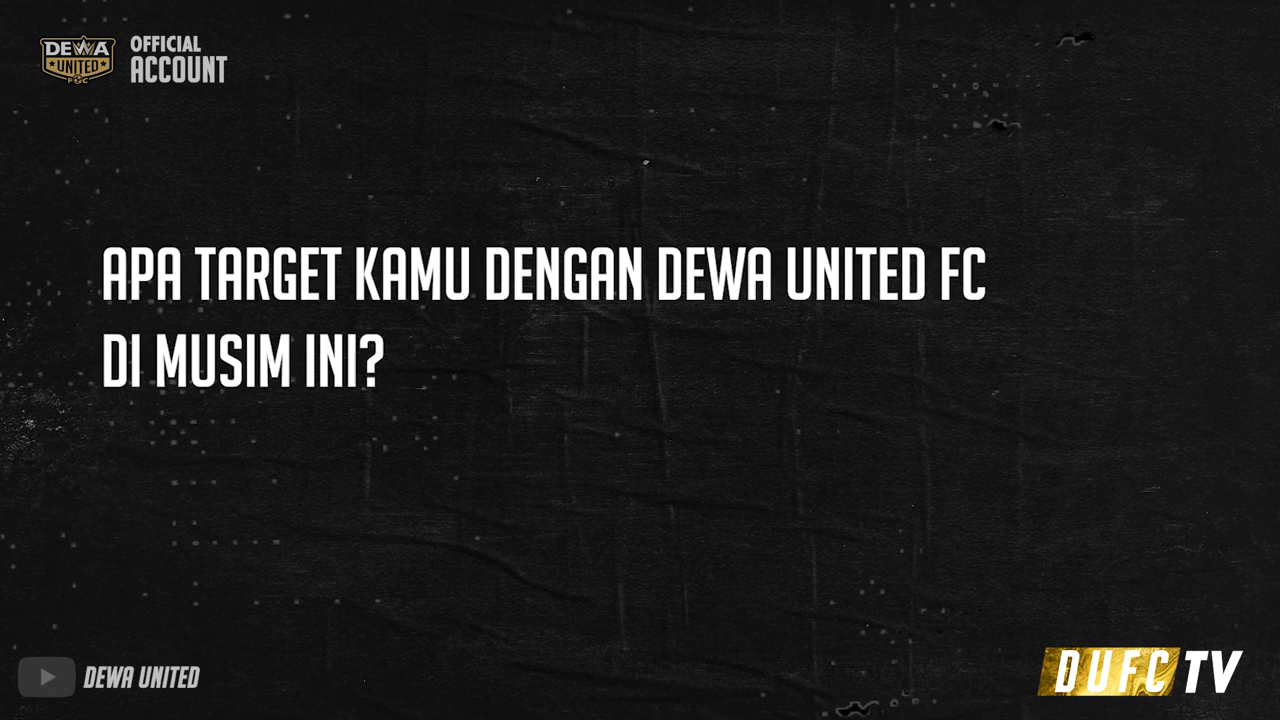 DEWA
UNITED
FC
OFFICIAL
ACCOUNT
APA TARGET KAMU DENGAN DEWA UNITED FC
DI MUSIM INI?
DEWA UNITED
DUFC TV